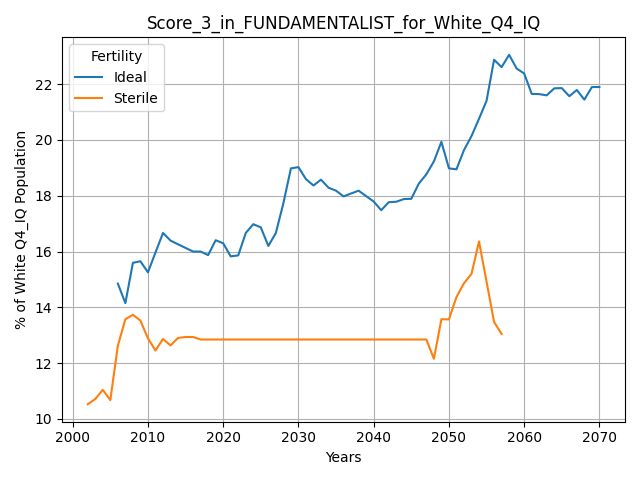 Score_3_in_FUNDAMENTALIST_for_White_Q4_IQ
Fertility
Ideal
Sterile
% of White Q4_IQ Population
22
20
18
16
14
12
10
2000 2010 2020 2030 2040 2050 2060 2070
Years